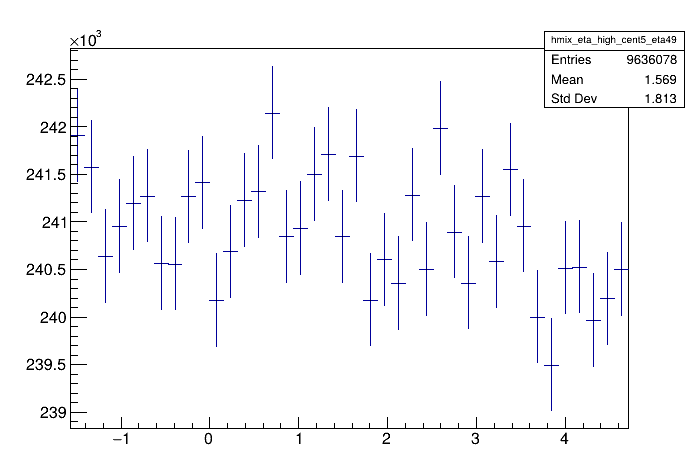 ×10³
hmix_eta_high_cent5_eta49
Entries 9636078
Mean 1.569
Std Dev 1.813
242.5
242
241.5
241
240.5
240
239.5
239
−1 0 1 2 3 4